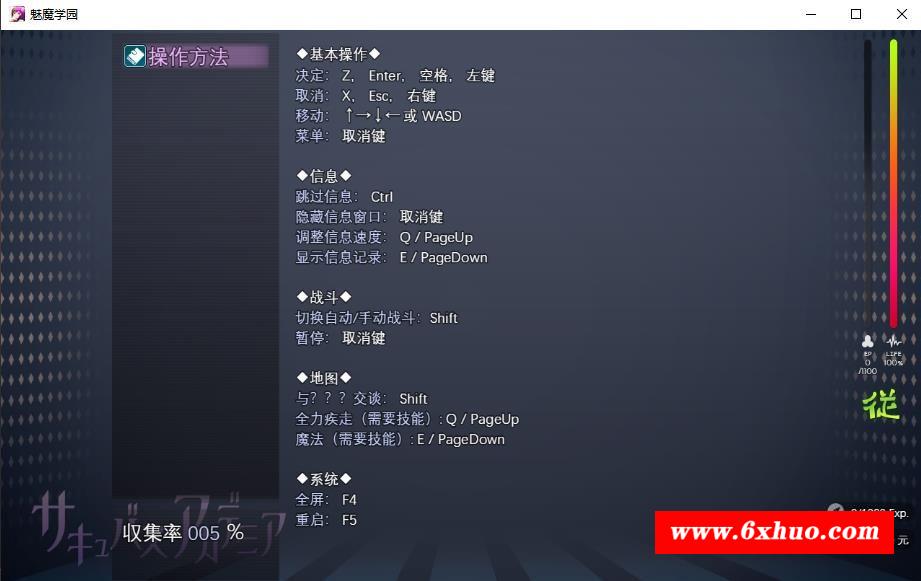 魅魔学园
操作方法
◆基本操作◆
决定： Z， Enter， 空格， 左键
取消： X， Esc， 右键
移动： ↑→↓←或 WASD
菜单： 取消键
◆信息◆
跳过信息： Ctrl
隐藏信息窗口： 取消键
调整信息速度： Q / PageUp
显示信息记录： E / PageDown
◆战斗◆
切换自动/手动战斗： Shift
暂停： 取消键
◆地图◆
与？？？交谈： Shift
全力疾走（需要技能）: Q / PageUp
魔法（需要技能）: E / PageDown
◆系统◆
全屏： F4
重启： F5
EP
0
/1100
LIFE
100%
従
サキュバスアカデミア
收集率 005 %
Exp.
元
www.6xhuo.com